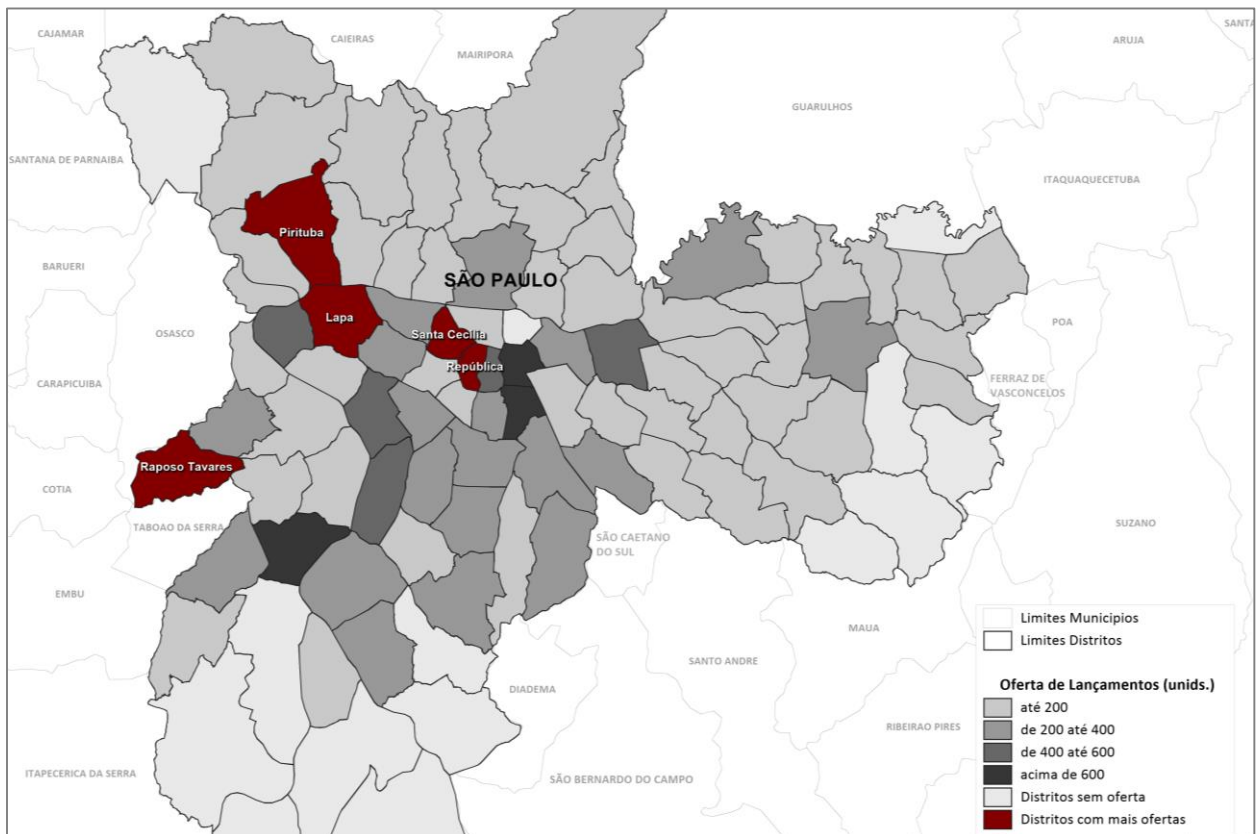 CAJAMAR
CAIEIRAS
MAIRIPORA
ARUJA
SANTA
GUARULHOS
SANTANA DE PARNAIBA
ITAQUAQUECETUBA
Pirituba
BARUERI
SÃO PAULO
Lapa
Santa Cecília
OSASCO
POA
República
CARAPICUIBA
FERRAZ DE
VASCONCELOS
Raposo Tavares
COTIA
TABOAO DA SERRA
SUZANO
SÃO CAETANO
DO SUL
EMBU
MAUA
SANTO ANDRE
DIADEMA
RIBEIRAO PIRES
ITAPECERICA DA SERRA
SÃO BERNARDO DO CAMPO
Limites Municipios
Limites Distritos
Oferta de Lançamentos (unids.)
até 200
de 200 até 400
de 400 até 600
acima de 600
Distritos sem oferta
Distritos com mais ofertas